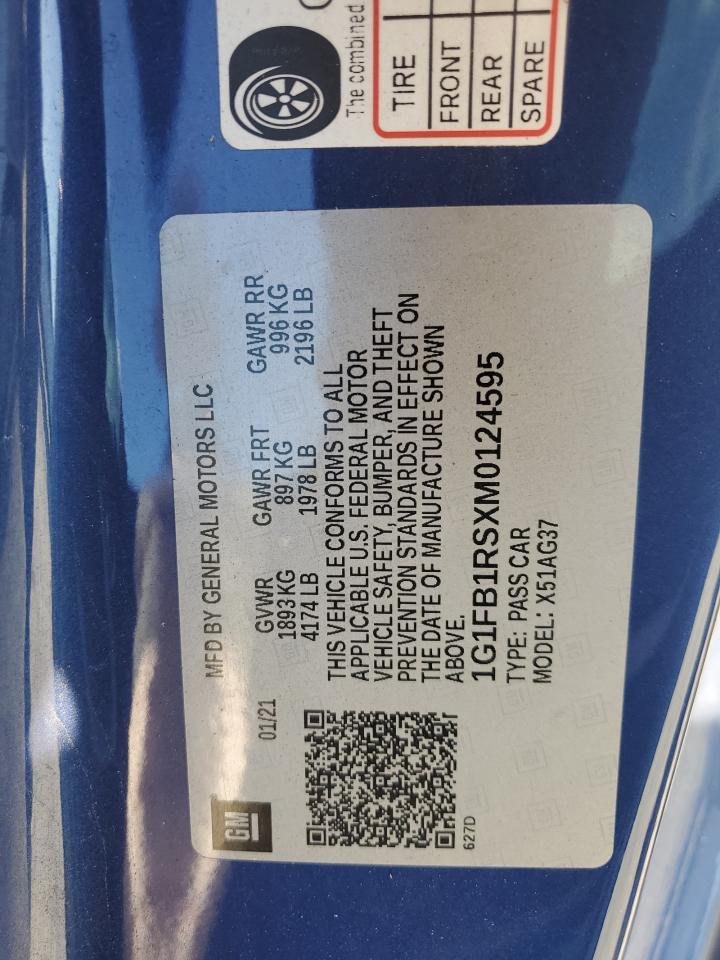 The combined
TIRE
FRONT
REAR
SPARE
MFD BY GENERAL MOTORS LLC
01/21
GVWR GAWR FRT GAWR RR
1893 KG 897 KG 996 KG
4174 LB 1978 LB 2196 LB
THIS VEHICLE CONFORMS TO ALL
APPLICABLE U.S. FEDERAL MOTOR
VEHICLE SAFETY, BUMPER, AND THEFT
PREVENTION STANDARDS IN EFFECT ON
THE DATE OF MANUFACTURE SHOWN
ABOVE.
1G1FB1RSXM0124595
TYPE: PASS CAR
MODEL: X51AG37
GM
627D